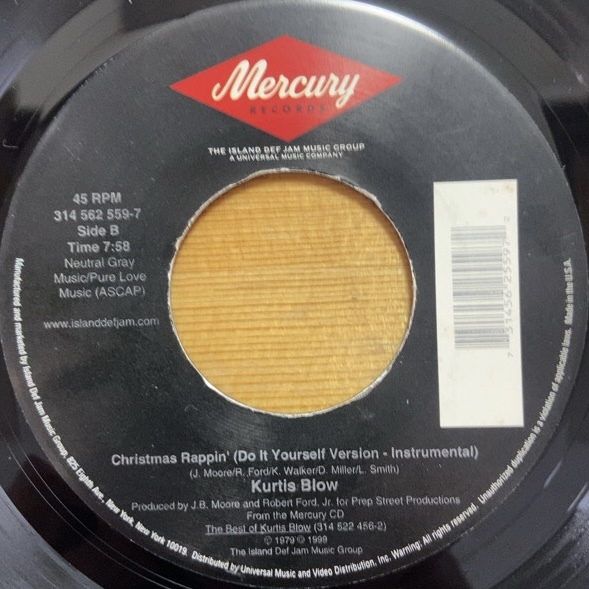 Mercury
RECORDS
THE ISLAND DEF JAM MUSIC GROUP
A UNIVERSAL MUSIC COMPANY
45 RPM
314 562 559-7
Side B
Time 7:58
Neutral Gray
Music/Pure Love
Music (ASCAP)
www.islanddefjam.com
7 31456 25597 2
Christmas Rappin' (Do It Yourself Version - Instrumental)
(J. Moore/R. Ford/K. Walker/D. Miller/L. Smith)
Kurtis Blow
Produced by J.B. Moore and Robert Ford, Jr. for Prep Street Productions
From the Mercury CD
The Best of Kurtis Blow (314 522 456-2)
© 1979 ℗ 1999
The Island Def Jam Music Group
Manufactured and marketed by Island Def Jam Music Group, 825 Eighth Ave., New York, New York 10019. Distributed by Universal Music and Video Distribution, Inc. Warning: All rights reserved. Unauthorized duplication is a violation of applicable laws. Made in the U.S.A.